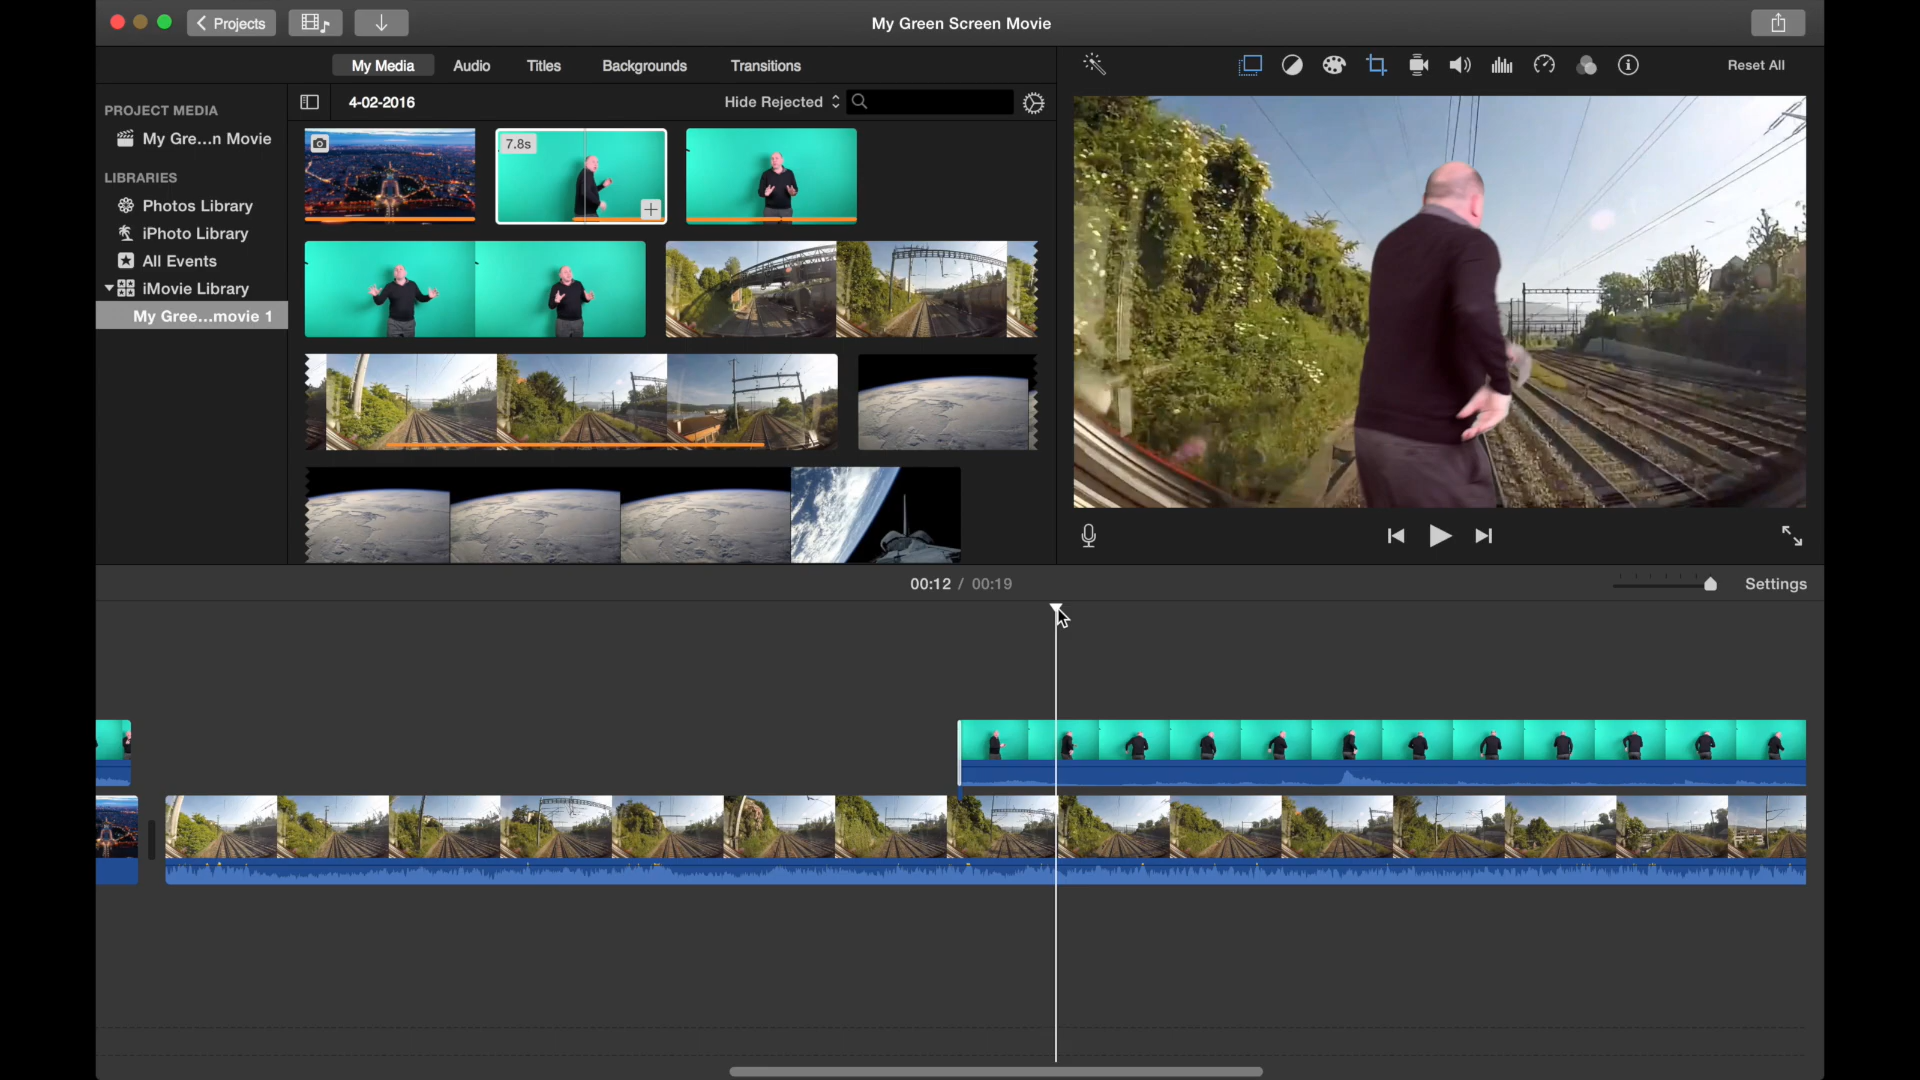 Projects
My Green Screen Movie
My Media
Audio
Titles
Backgrounds
Transitions
Reset All
PROJECT MEDIA
My Gre...n Movie
LIBRARIES
Photos Library
iPhoto Library
All Events
iMovie Library
My Gree...movie 1
4-02-2016
Hide Rejected
7.8s
00:12 / 00:19
Settings